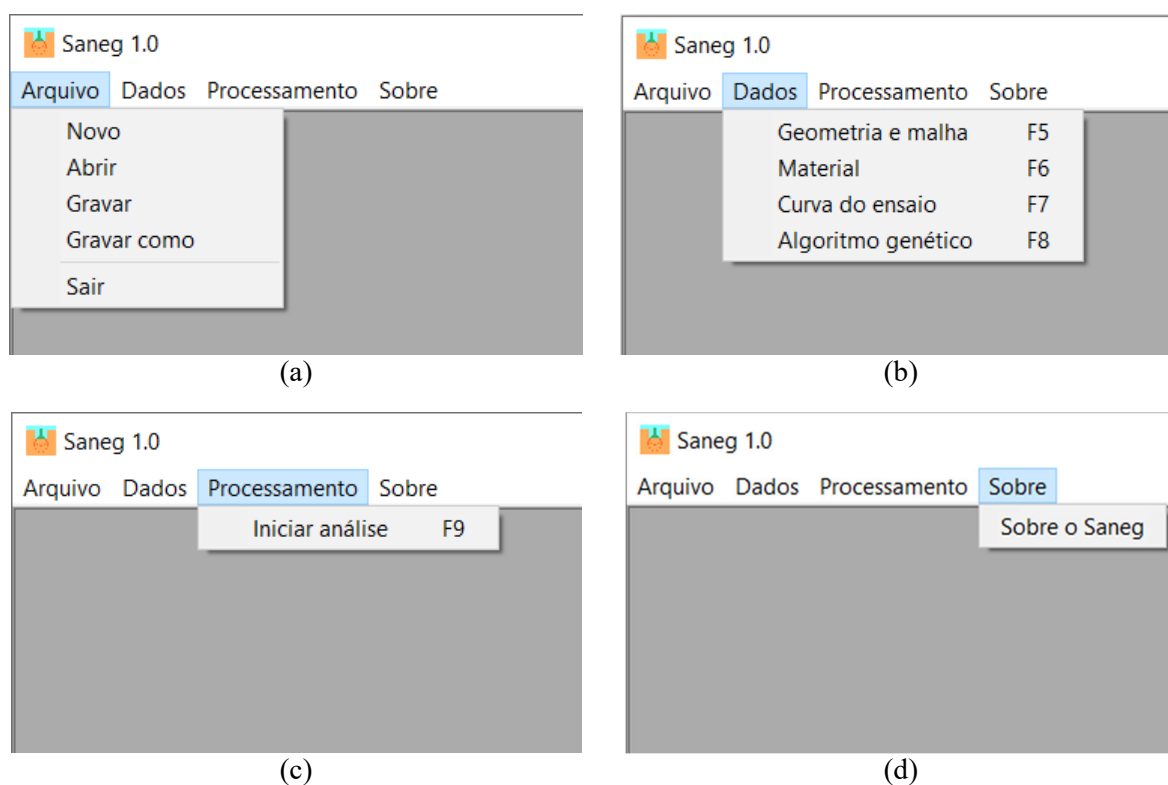 Saneg 1.0
Arquivo Dados Processamento Sobre
Novo
Abrir
Gravar
Gravar como
Sair
(a)
Saneg 1.0
Arquivo Dados Processamento Sobre
Geometria e malha F5
Material F6
Curva do ensaio F7
Algoritmo genético F8
(b)
Saneg 1.0
Arquivo Dados Processamento Sobre
Iniciar análise F9
(c)
Saneg 1.0
Arquivo Dados Processamento Sobre
Sobre o Saneg
(d)